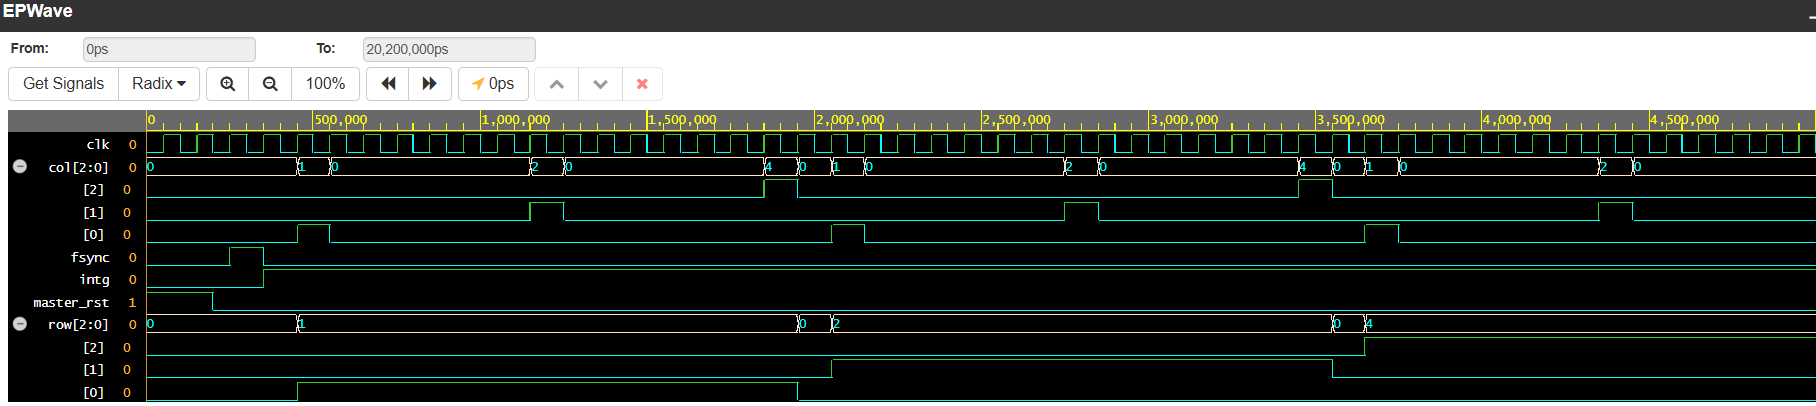 EPWave
From: 0ps To: 20,200,000ps
Get Signals Radix 100% 0ps
0 500,000 1,000,000 1,500,000 2,000,000 2,500,000 3,000,000 3,500,000 4,000,000 4,500,000
clk 0
col[2:0] 0 0 1 0 2 0 4 0 1 0 2 0 4 0 1 0 2 0
[2] 0
[1] 0
[0] 0
fsync 0
intg 0
master_rst 1
row[2:0] 0 0 1 0 2 0 4
[2] 0
[1] 0
[0] 0